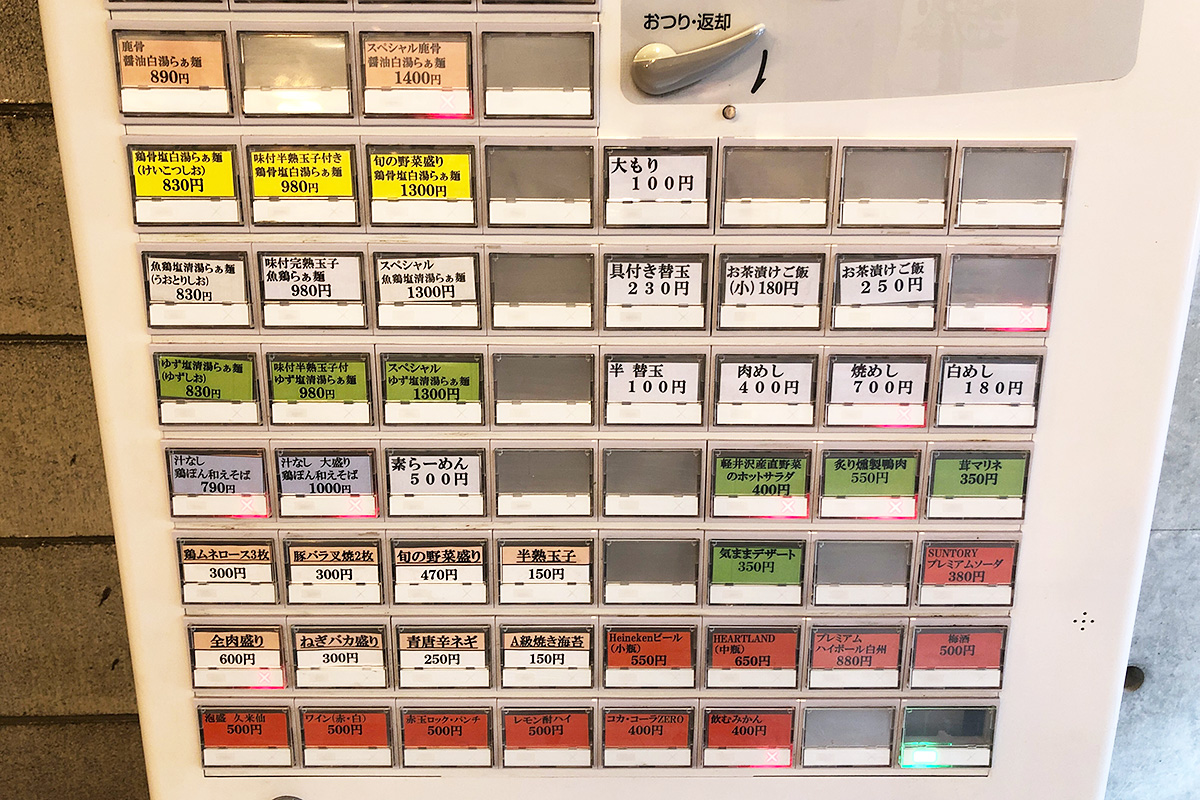 おつり・返却
鹿骨
醤油白湯らぁ麺
890円
スペシャル鹿骨
醤油白湯らぁ麺
1400円
鶏骨塩白湯らぁ麺
(けいこつしお)
830円
味付半熟玉子付き
鶏骨塩白湯らぁ麺
980円
旬の野菜盛り
鶏骨塩白湯らぁ麺
1300円
大もり
100円
魚鶏塩清湯らぁ麺
(うおとりしお)
830円
味付完熟玉子
魚鶏らぁ麺
980円
スペシャル
魚鶏塩清湯らぁ麺
1300円
具付き替玉
230円
お茶漬けご飯
(小)180円
お茶漬けご飯
250円
ゆず塩清湯らぁ麺
(ゆずしお)
830円
味付半熟玉子付
ゆず塩清湯らぁ麺
980円
スペシャル
ゆず塩清湯らぁ麺
1300円
半 替玉
100円
肉めし
400円
焼めし
700円
白めし
180円
汁なし
鶏ぽん和えそば
790円
汁なし 大盛り
鶏ぽん和えそば
1000円
素らーめん
500円
軽井沢産直野菜
のホットサラダ
400円
炙り燻製鴨肉
550円
茸マリネ
350円
鶏ムネロース3枚
300円
豚バラ叉焼2枚
300円
旬の野菜盛り
470円
半熟玉子
150円
気ままデザート
350円
SUNTORY
プレミアムソーダ
380円
全肉盛り
600円
ねぎバカ盛り
300円
青唐辛ネギ
250円
A級焼き海苔
150円
Heinekenビール
(小瓶)
550円
HEARTLAND
(中瓶)
650円
プレミアム
ハイボール白州
880円
梅酒
500円
泡盛 久米仙
500円
ワイン(赤・白)
500円
赤玉ロック・パンチ
500円
レモン酎ハイ
500円
コカ・コーラZERO
400円
飲むみかん
400円